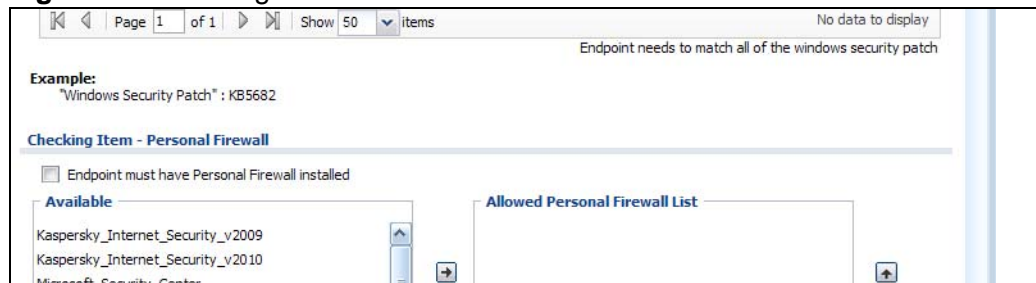 Page 1 of 1 Show 50 items No data to display
Endpoint needs to match all of the windows security patch
Example:
"Windows Security Patch" : KB5682
Checking Item - Personal Firewall
Endpoint must have Personal Firewall installed
Available Allowed Personal Firewall List
Kaspersky_Internet_Security_v2009
Kaspersky_Internet_Security_v2010
Microsoft_Security_Center